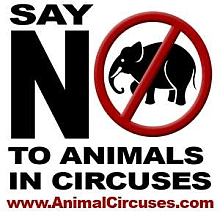 SAY
NO
TO ANIMALS
IN CIRCUSES
www.AnimalCircuses.com